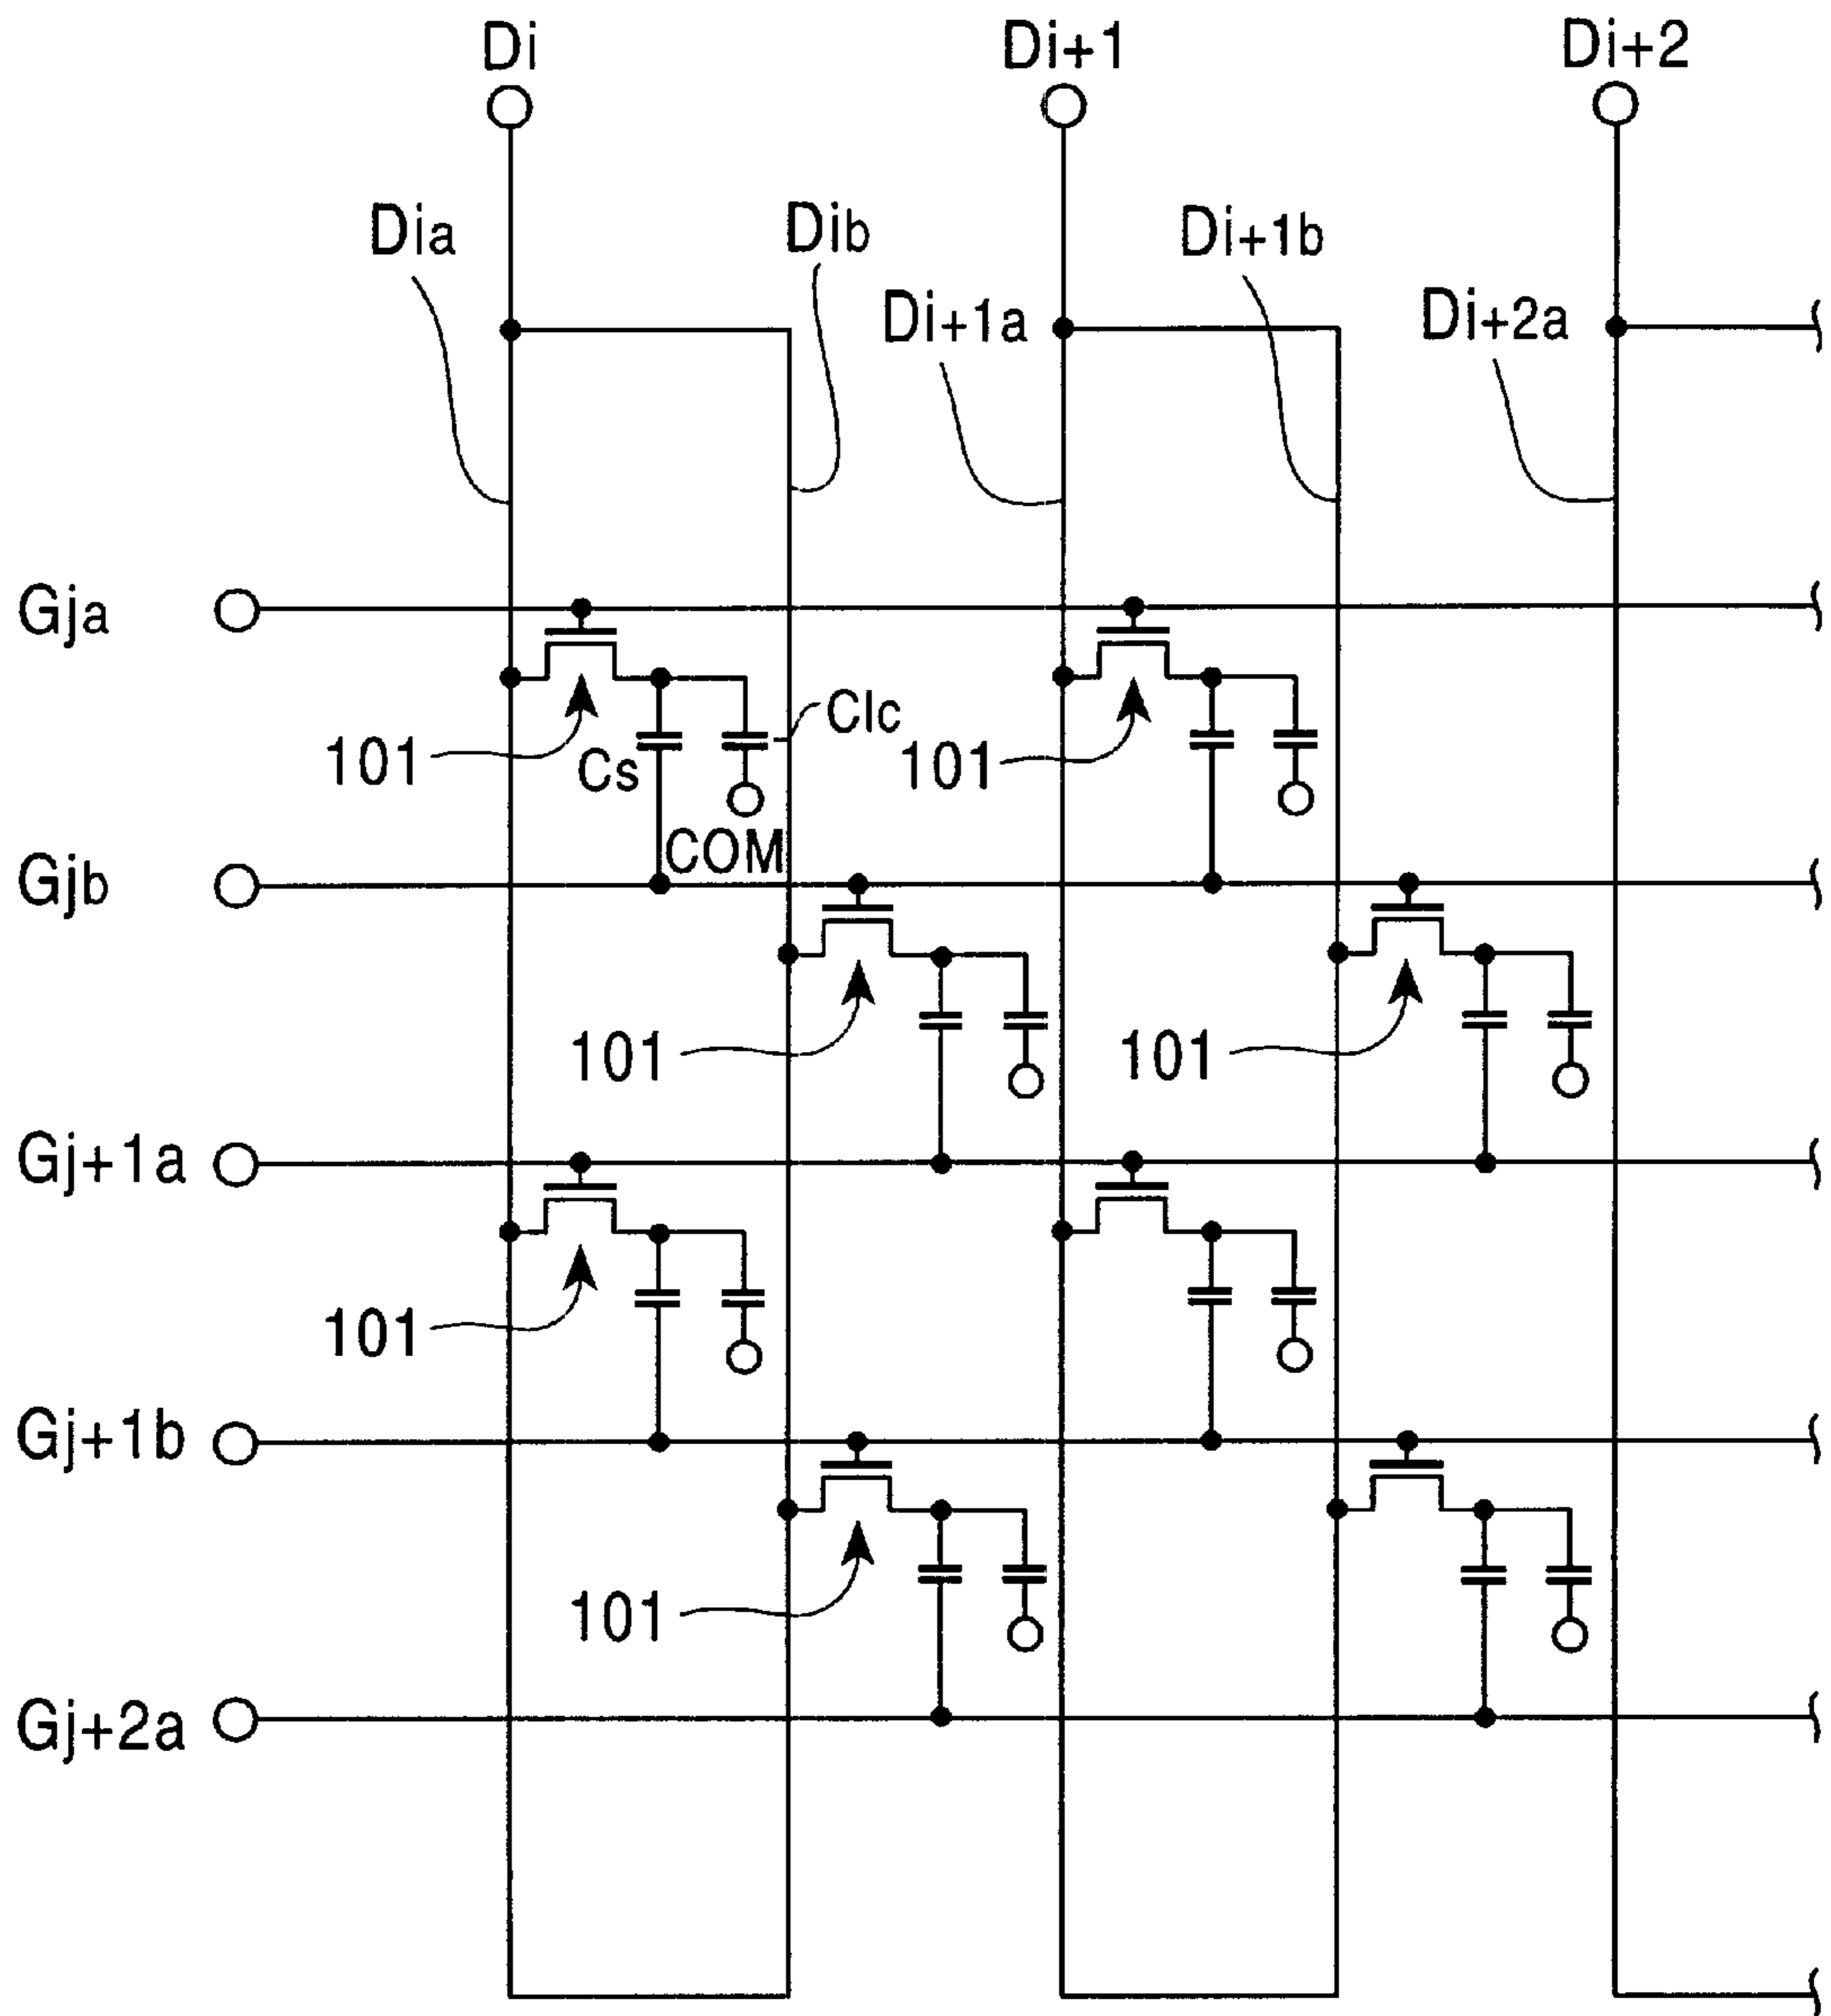 Di Di+1 Di+2
Dia Dib Di+1b
Di+1a Di+2a
Gja
Clc
101 Cs 101
COM
Gjb
101 101
Gj+1a
101
Gj+1b
101
Gj+2a